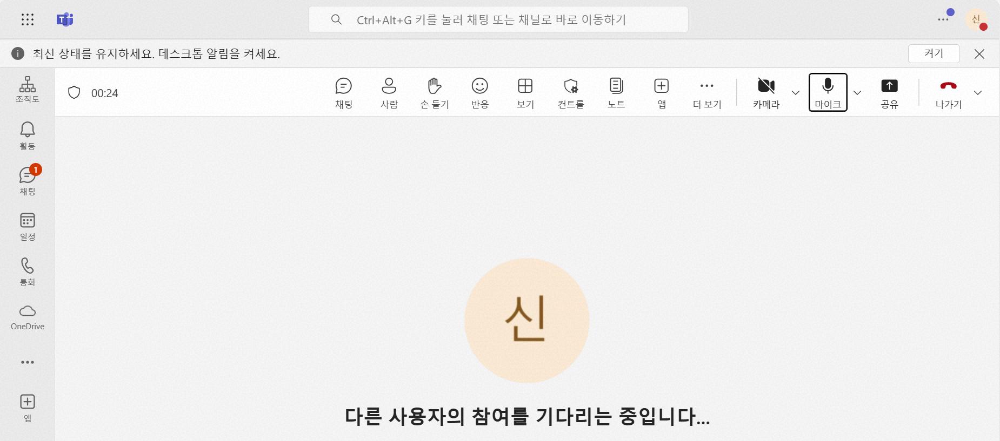 Ctrl+Alt+G 키를 눌러 채팅 또는 채널로 바로 이동하기
신
최신 상태를 유지하세요. 데스크톱 알림을 켜세요.
켜기
00:24
채팅
사람
손 들기
반응
보기
컨트롤
노트
앱
더 보기
카메라
마이크
공유
나가기
조직도
활동
1
채팅
일정
통화
OneDrive
앱
신
다른 사용자의 참여를 기다리는 중입니다...